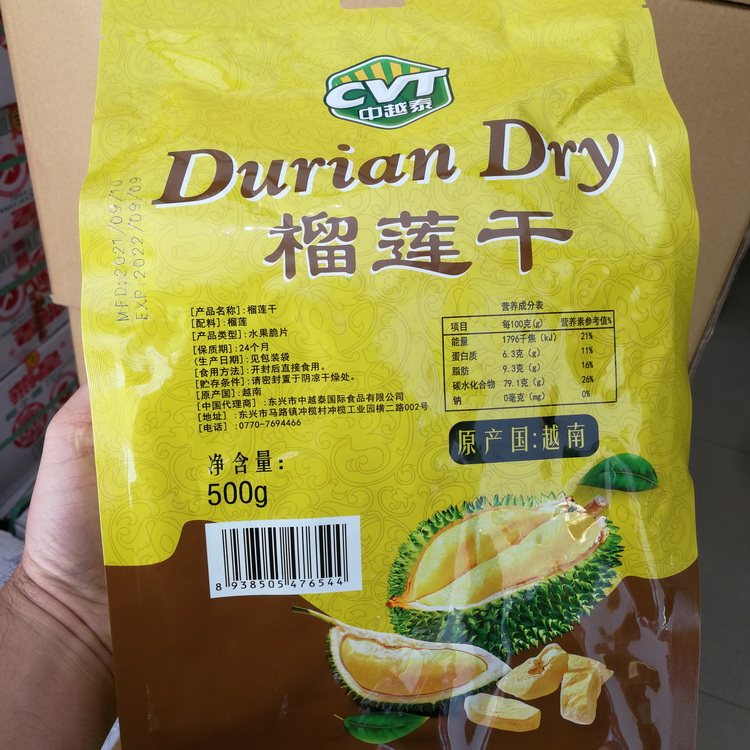 CVT
中越泰
Durian Dry
榴莲干
MFD:2021/09/10
EXP:2022/09/09
[产品名称]:榴莲干
[配料]:榴莲
[产品类型]:水果脆片
[保质期]:24个月
(生产日期]:见包装袋
[食用方法]:开封后直接食用。
[贮存条件]:请密封置于阴凉干燥处。
[原产国]:越南
[中国代理商]:东兴市中越泰国际食品有限公司
[地址]:东兴市马路镇冲榄村冲榄工业园横二路002号
[电话]:0770-7694466
营养成分表
项目 每100克(g) 营养素参考值%
能量 1796千焦(kJ) 21%
蛋白质 6.3克(g) 11%
脂肪 9.3克(g) 16%
碳水化合物 79.1克(g) 26%
钠 0毫克(mg) 0%
原产国:越南
净含量:
500g
8 938505 476544